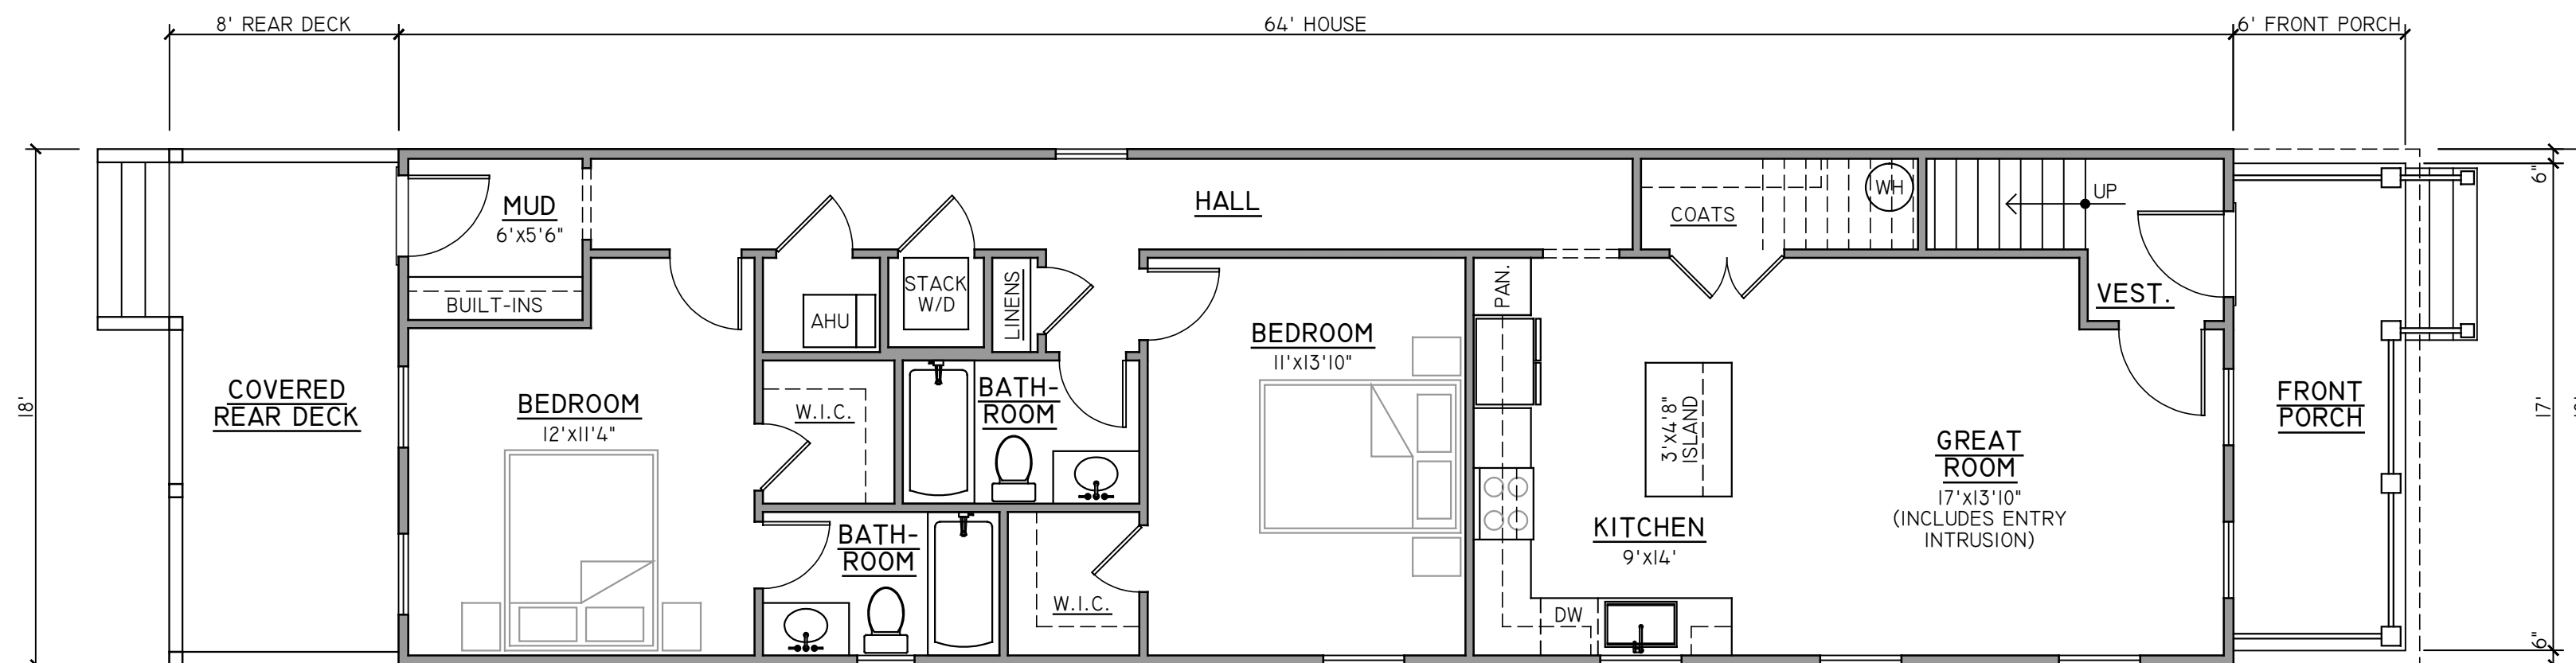 8' REAR DECK
64' HOUSE
6' FRONT PORCH
18'
COVERED
REAR DECK
MUD
6'x5'6"
BUILT-INS
BEDROOM
12'x11'4"
AHU
STACK
W/D
LINENS
HALL
W.I.C.
BATH-
ROOM
BATH-
ROOM
W.I.C.
BEDROOM
11'x13'10"
PAN.
COATS
WH
UP
VEST.
3'x4'8"
ISLAND
KITCHEN
9'x14'
DW
GREAT
ROOM
17'x13'10"
(INCLUDES ENTRY
INTRUSION)
FRONT
PORCH
6"
17'
6"